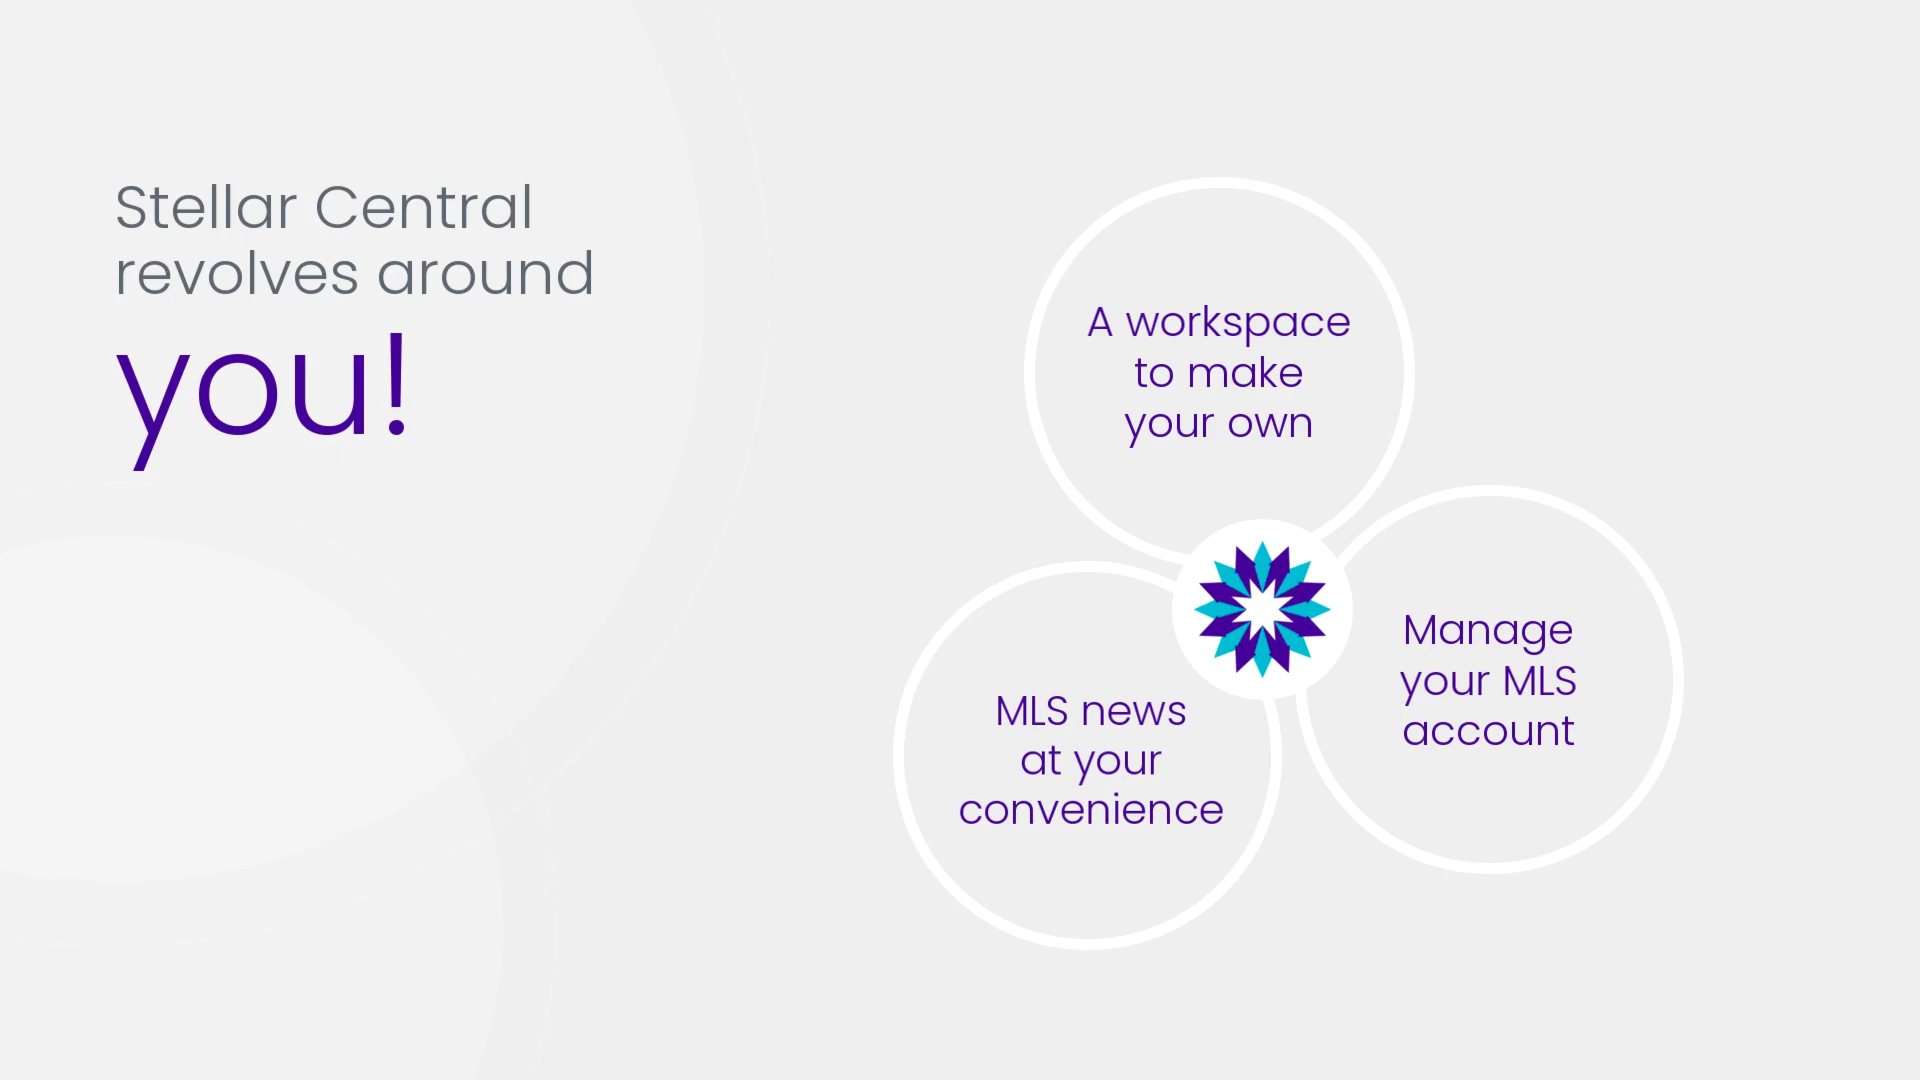 Stellar Central
revolves around
you!
A workspace
to make
your own
Manage
your MLS
account
MLS news
at your
convenience